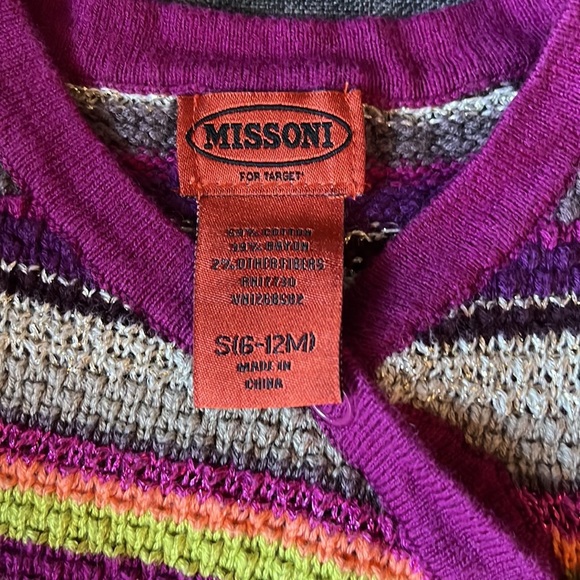 MISSONI
FOR TARGET*
% COTTON
% RAYON
2% OTHER FIBERS
RN17730
S(6-12M)
MADE IN
CHINA